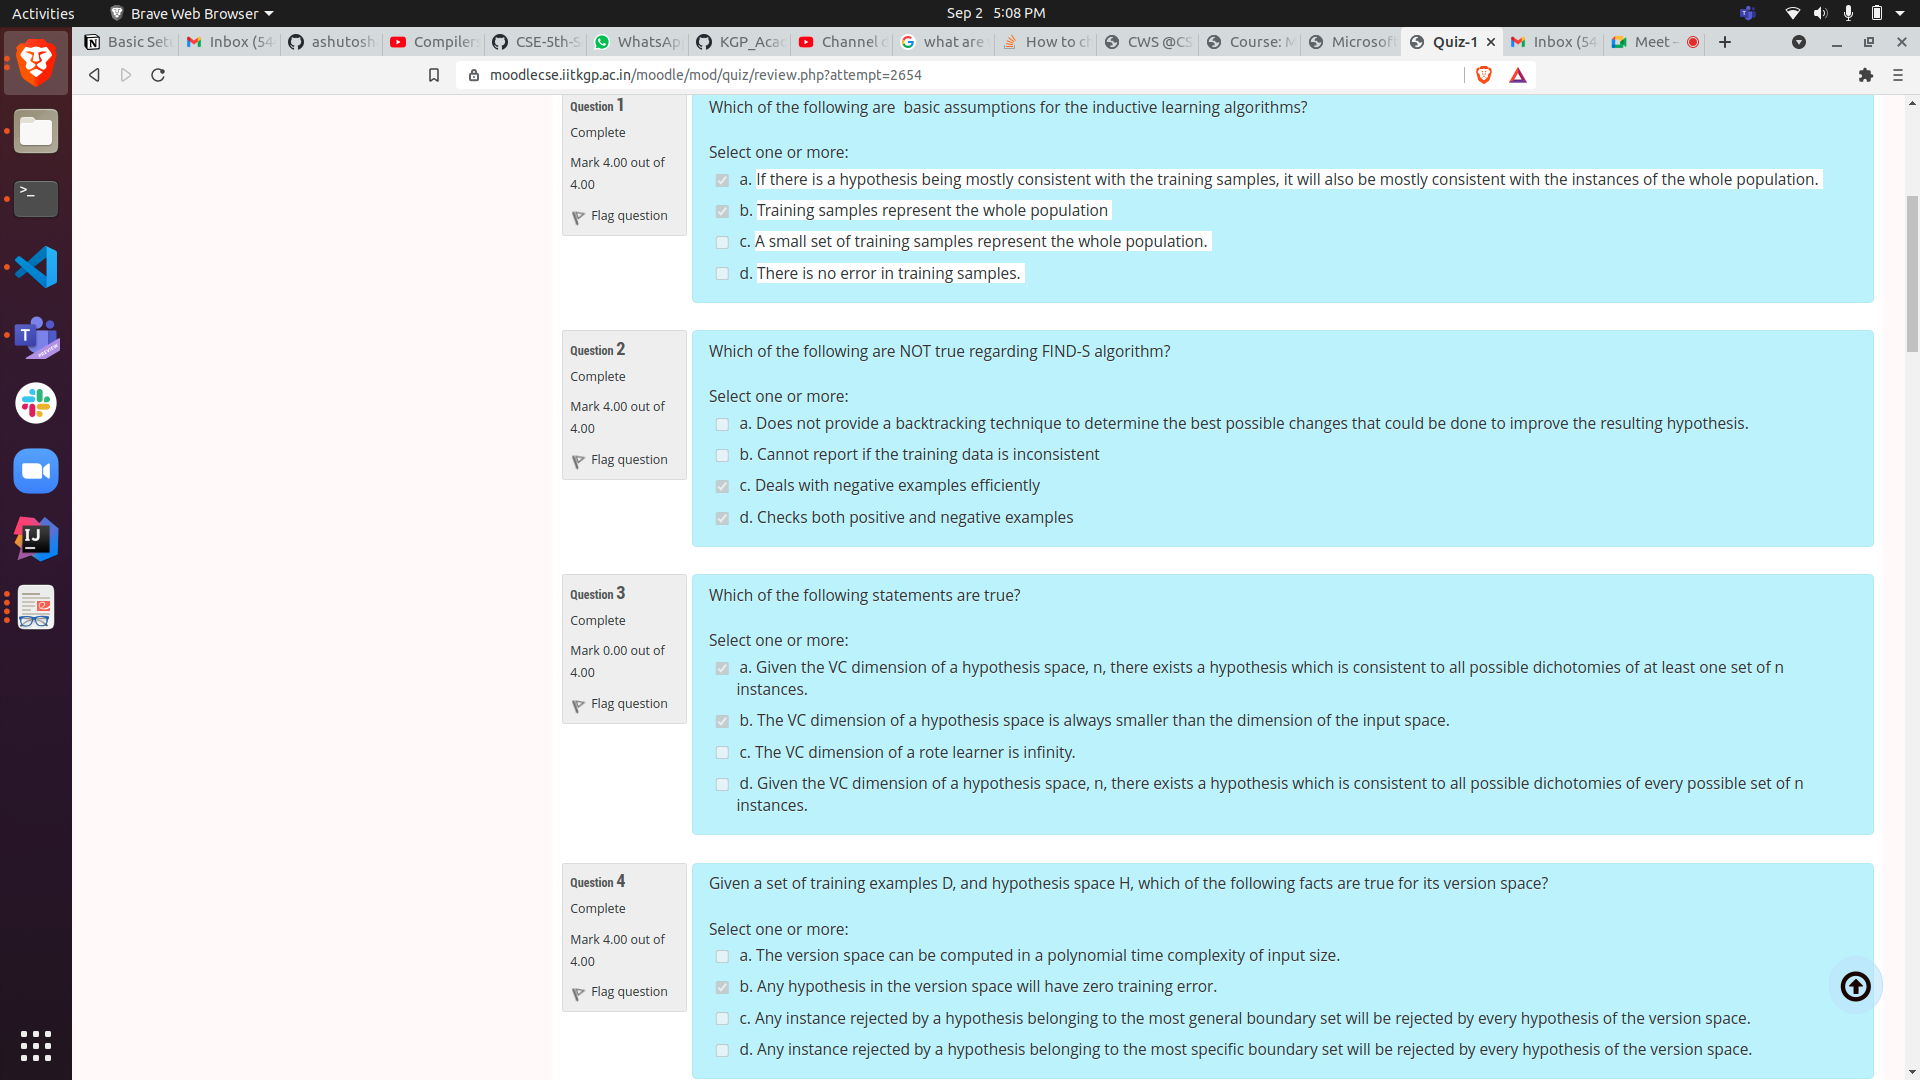 Activities
Brave Web Browser
Sep 2 5:08 PM
Basic Set
Inbox (54
ashutosh
Compiler
CSE-5th-S
WhatsApp
KGP_Acad
Channel
what are
How to c
CWS @CS
Course: M
Microsoft
Quiz-1
Inbox (54
Meet -
moodlecse.iitkgp.ac.in/moodle/mod/quiz/review.php?attempt=2654
Question 1
Complete
Mark 4.00 out of
4.00
Flag question
Which of the following are basic assumptions for the inductive learning algorithms?
Select one or more:
a. If there is a hypothesis being mostly consistent with the training samples, it will also be mostly consistent with the instances of the whole population.
b. Training samples represent the whole population
c. A small set of training samples represent the whole population.
d. There is no error in training samples.
Question 2
Complete
Mark 4.00 out of
4.00
Flag question
Which of the following are NOT true regarding FIND-S algorithm?
Select one or more:
a. Does not provide a backtracking technique to determine the best possible changes that could be done to improve the resulting hypothesis.
b. Cannot report if the training data is inconsistent
c. Deals with negative examples efficiently
d. Checks both positive and negative examples
Question 3
Complete
Mark 0.00 out of
4.00
Flag question
Which of the following statements are true?
Select one or more:
a. Given the VC dimension of a hypothesis space, n, there exists a hypothesis which is consistent to all possible dichotomies of at least one set of n
instances.
b. The VC dimension of a hypothesis space is always smaller than the dimension of the input space.
c. The VC dimension of a rote learner is infinity.
d. Given the VC dimension of a hypothesis space, n, there exists a hypothesis which is consistent to all possible dichotomies of every possible set of n
instances.
Question 4
Complete
Mark 4.00 out of
4.00
Flag question
Given a set of training examples D, and hypothesis space H, which of the following facts are true for its version space?
Select one or more:
a. The version space can be computed in a polynomial time complexity of input size.
b. Any hypothesis in the version space will have zero training error.
c. Any instance rejected by a hypothesis belonging to the most general boundary set will be rejected by every hypothesis of the version space.
d. Any instance rejected by a hypothesis belonging to the most specific boundary set will be rejected by every hypothesis of the version space.